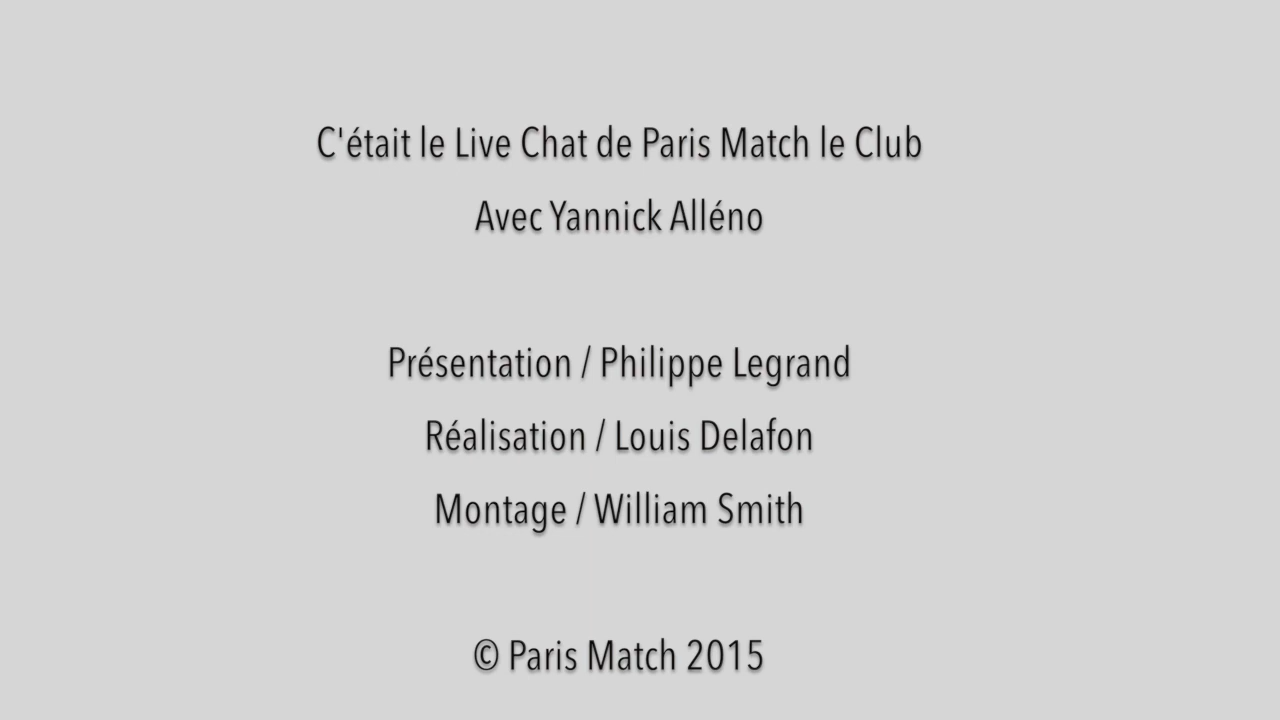 C'était le Live Chat de Paris Match le Club
Avec Yannick Alléno
Présentation / Philippe Legrand
Réalisation / Louis Delafon
Montage / William Smith
© Paris Match 2015